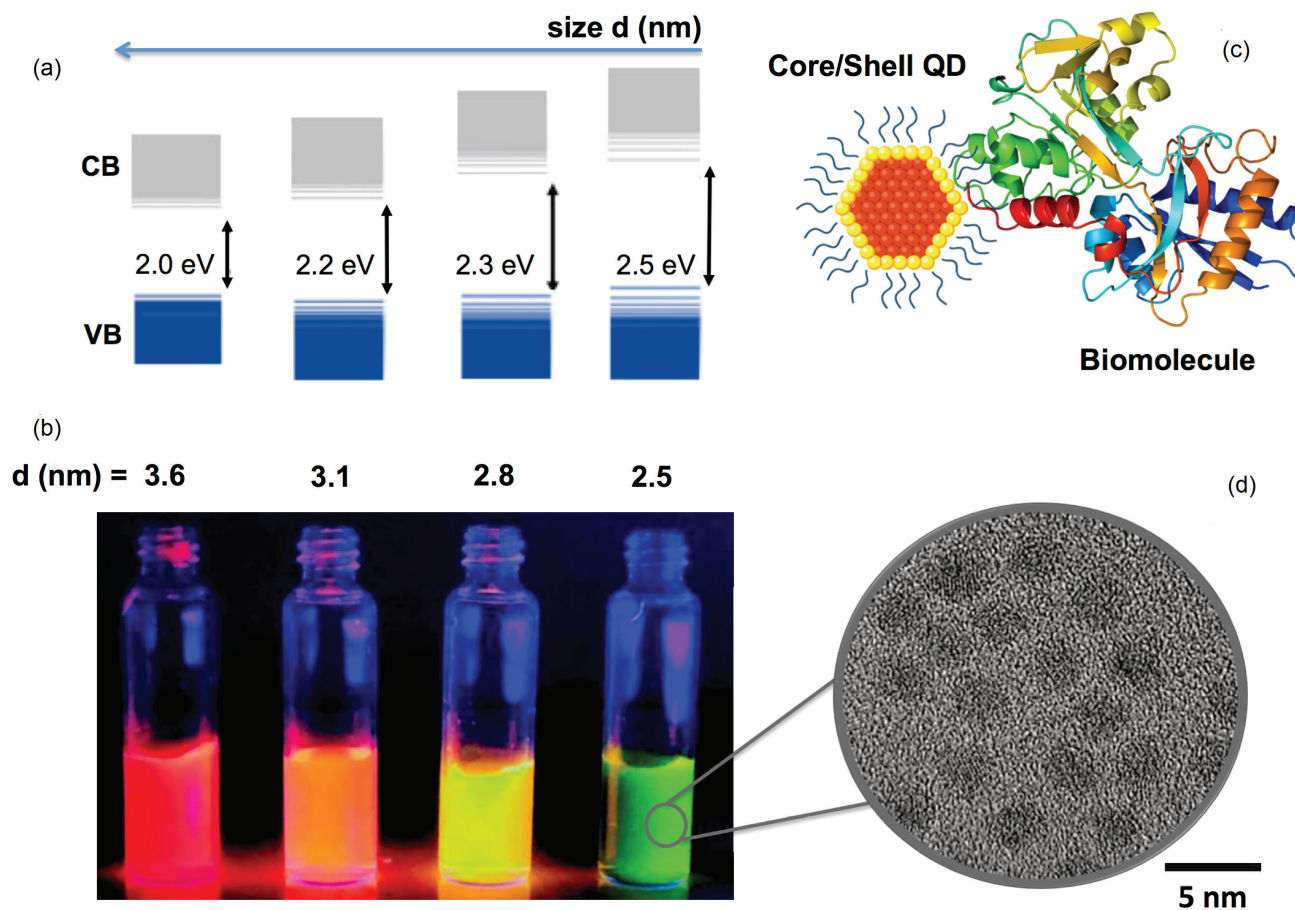 size d (nm)
(a)
CB
2.0 eV
2.2 eV
2.3 eV
2.5 eV
VB
Core/Shell QD
(c)
Biomolecule
(b)
d (nm) = 3.6 3.1 2.8 2.5
(d)
5 nm